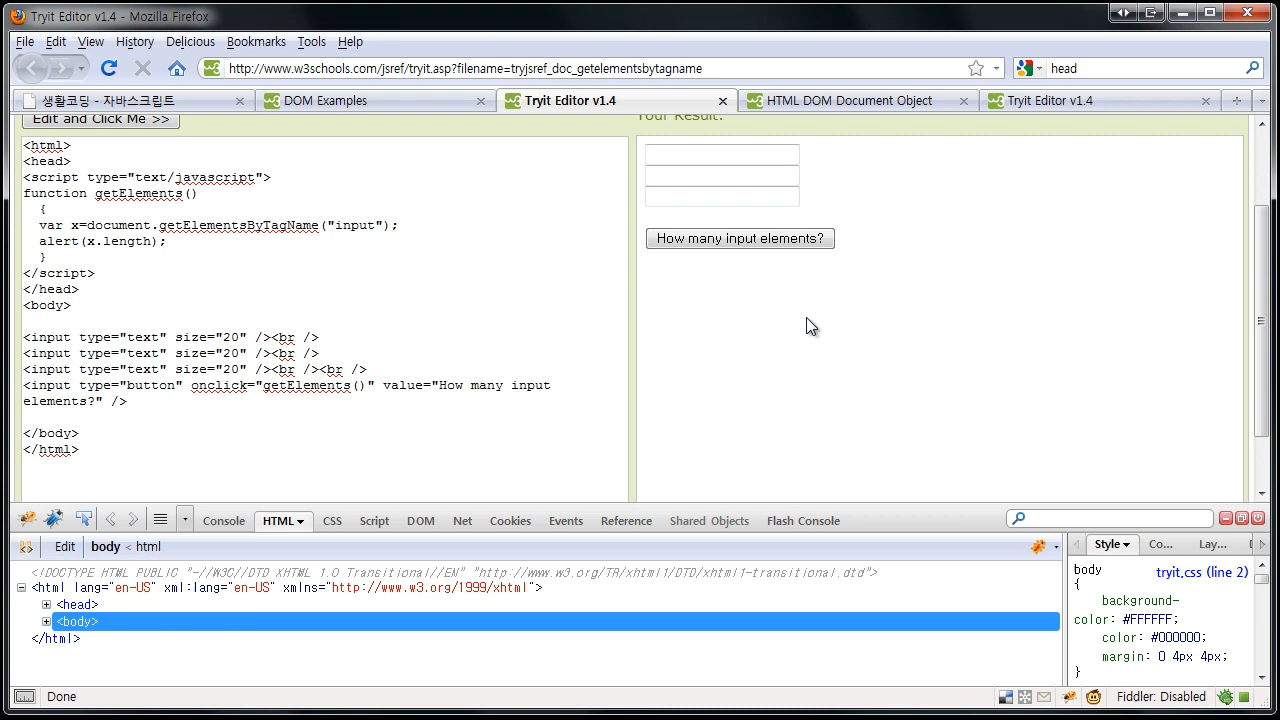 Tryit Editor v1.4 - Mozilla Firefox
File Edit View History Delicious Bookmarks Tools Help
http://www.w3schools.com/jsref/tryit.asp?filename=tryjsref_doc_getelementsbytagname
head
생활코딩 - 자바스크립트
DOM Examples
Tryit Editor v1.4
HTML DOM Document Object
Tryit Editor v1.4
Edit and Click Me >>
Your Result:
<html>
<head>
<script type="text/javascript">
function getElements()
{
var x=document.getElementsByTagName("input");
alert(x.length);
}
</script>
</head>
<body>
<input type="text" size="20" /><br />
<input type="text" size="20" /><br />
<input type="text" size="20" /><br /><br />
<input type="button" onclick="getElements()" value="How many input
elements?" />
</body>
</html>
How many input elements?
Console HTML CSS Script DOM Net Cookies Events Reference Shared Objects Flash Console
Edit body < html
<!DOCTYPE HTML PUBLIC "-//W3C//DTD XHTML 1.0 Transitional//EN" "http://www.w3.org/TR/xhtml1/DTD/xhtml1-transitional.dtd">
<html lang="en-US" xml:lang="en-US" xmlns="http://www.w3.org/1999/xhtml">
<head>
<body>
</html>
Style Co... Lay...
body tryit.css (line 2)
{
background-
color: #FFFFFF;
color: #000000;
margin: 0 4px 4px;
}
Done
Fiddler: Disabled